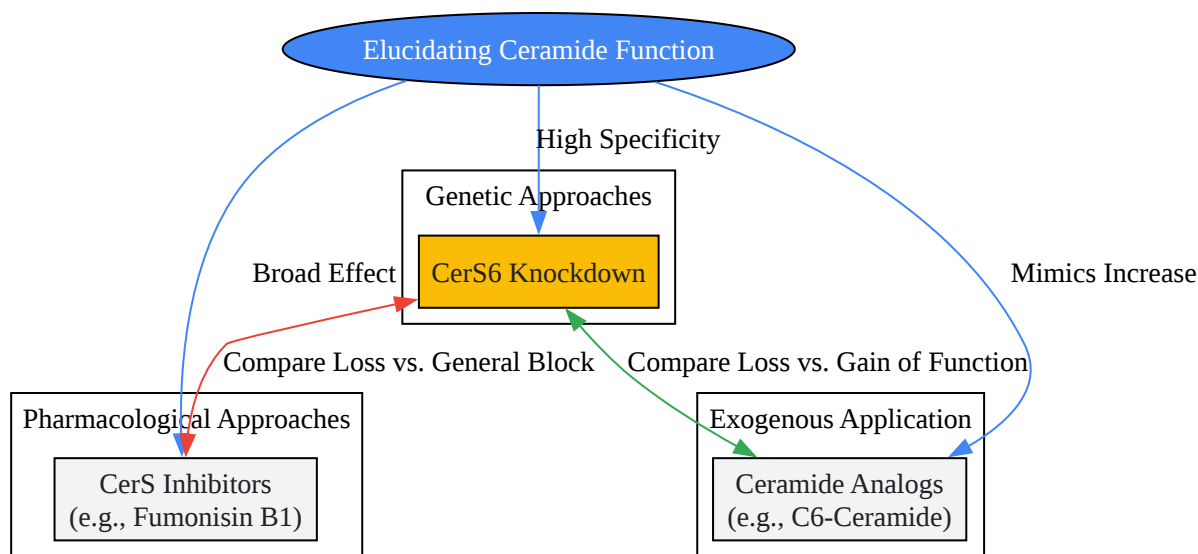 Elucidating Ceramide Function
High Specificity
Genetic Approaches
CerS6 Knockdown
Broad Effect
Mimics Increase
Compare Loss vs. General Block
Compare Loss vs. Gain of Function
Pharmacological Approaches
CerS Inhibitors
(e.g., Fumonisin B1)
Exogenous Application
Ceramide Analogs
(e.g., C6-Ceramide)